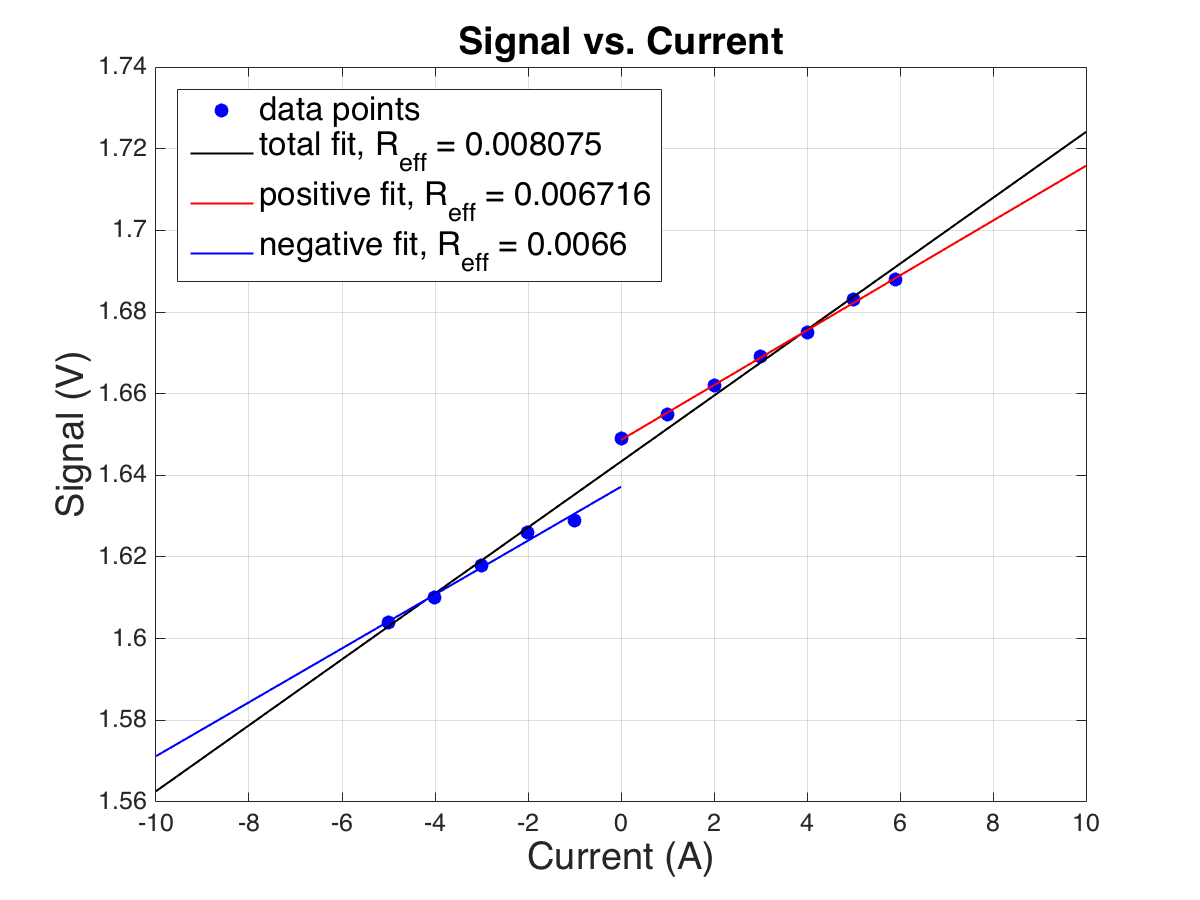 Signal vs. Current
data points
total fit, R_eff = 0.008075
positive fit, R_eff = 0.006716
negative fit, R_eff = 0.0066
Signal (V)
1.74
1.72
1.7
1.68
1.66
1.64
1.62
1.6
1.58
1.56
-10 -8 -6 -4 -2 0 2 4 6 8 10
Current (A)